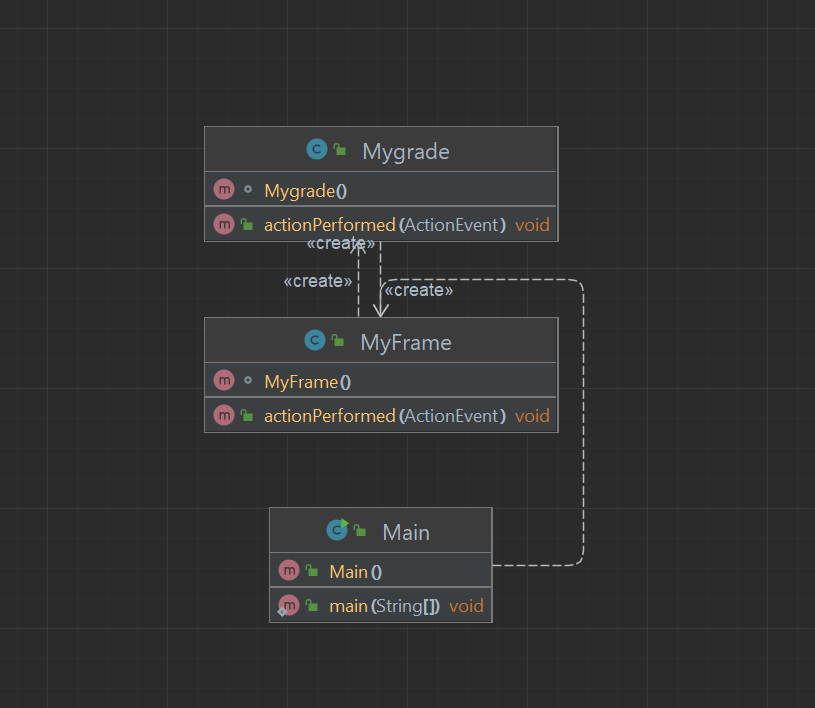 Mygrade
Mygrade()
actionPerformed(ActionEvent) void
«create»
«create»
«create»
MyFrame
MyFrame()
actionPerformed(ActionEvent) void
Main
Main()
main(String[]) void